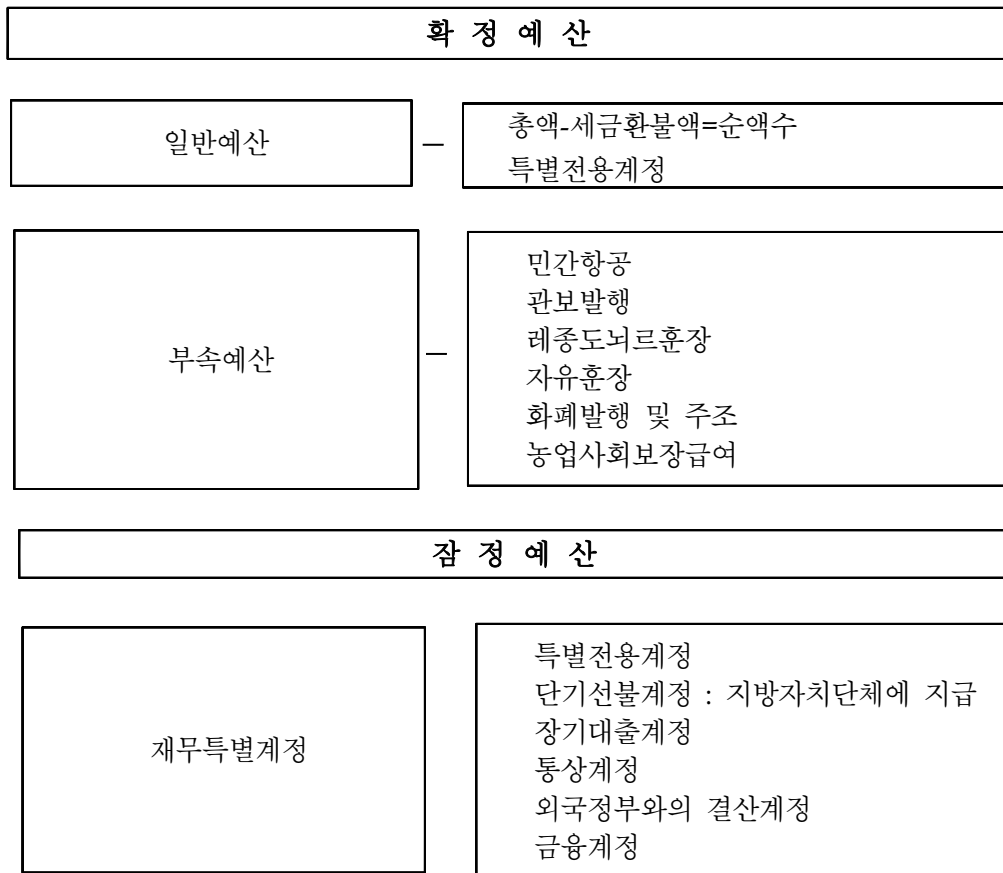 확 정 예 산
일반예산 – 총액-세금환불액=순액수
특별전용계정
부속예산 –
민간항공
관보발행
레종도뇌르훈장
자유훈장
화폐발행 및 주조
농업사회보장급여
잠 정 예 산
재무특별계정
특별전용계정
단기선불계정 : 지방자치단체에 지급
장기대출계정
통상계정
외국정부와의 결산계정
금융계정